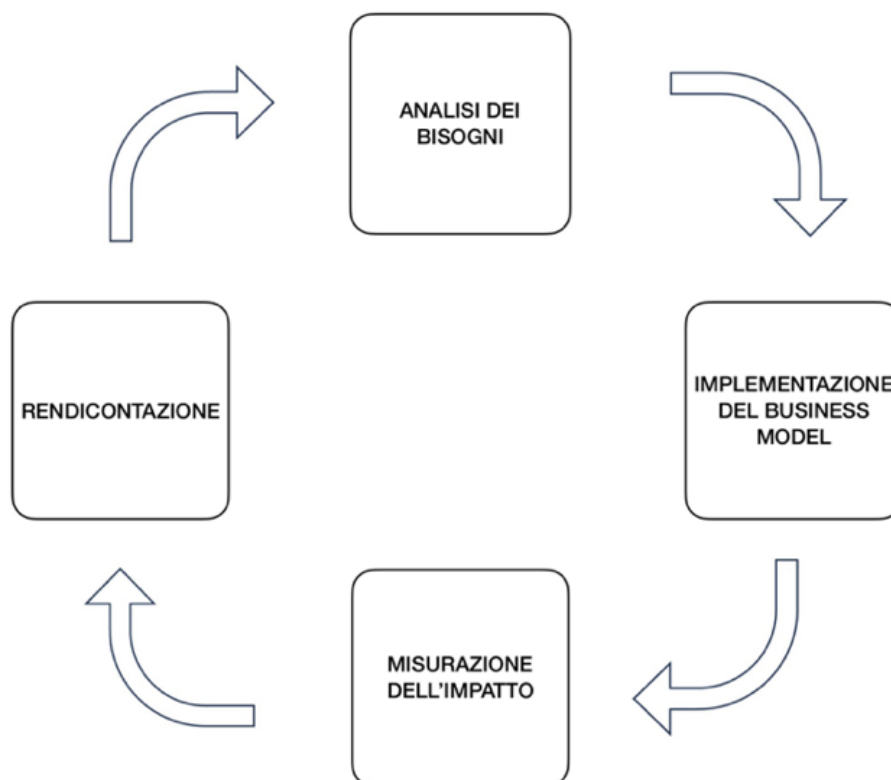 ANALISI DEI
BISOGNI
IMPLEMENTAZIONE
DEL BUSINESS
MODEL
MISURAZIONE
DELL'IMPATTO
RENDICONTAZIONE